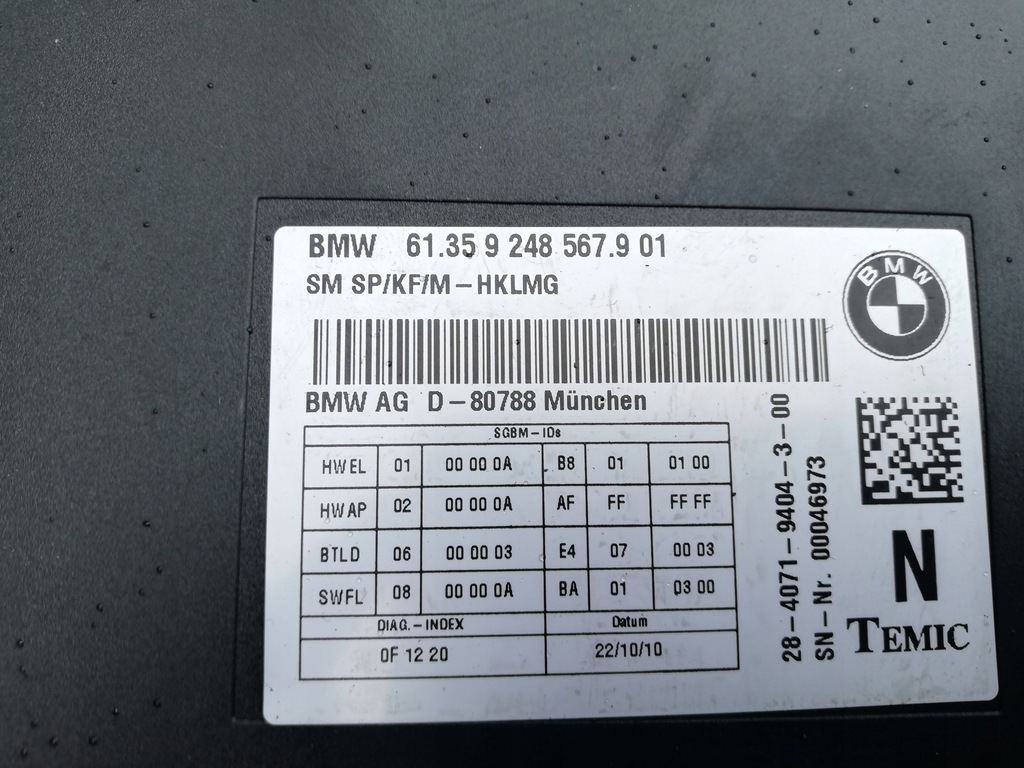 BMW 61.35 9 248 567.9 01
SM SP/KF/M-HKLMG
BMW
BMW AG D-80788 München
SGBM-IDs
HWEL 01 00 00 0A B8 01 01 00
HWAP 02 00 00 0A AF FF FF FF
BTLD 06 00 00 03 E4 07 00 03
SWFL 08 00 00 0A BA 01 03 00
DIAG.-INDEX Datum
0F 12 20 22/10/10
28-4071-9404-3-00
SN-Nr. 00046973
N
TEMIC